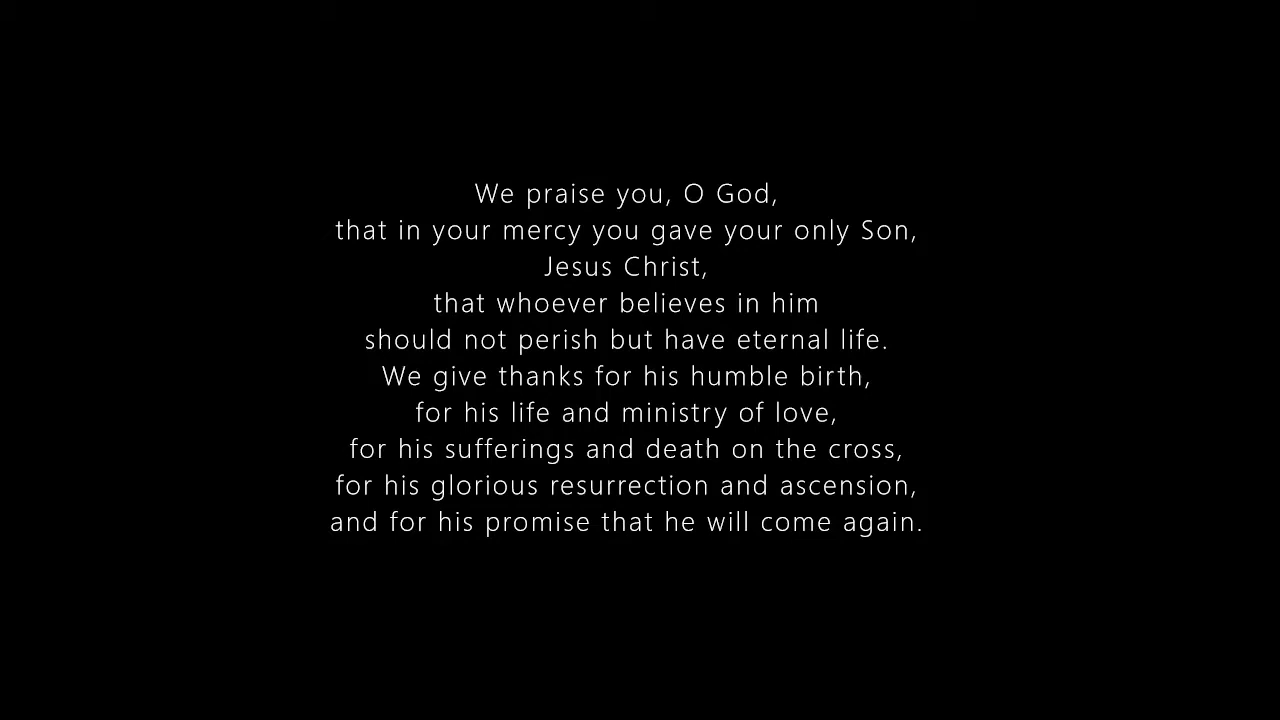 We praise you, O God,
that in your mercy you gave your only Son,
Jesus Christ,
that whoever believes in him
should not perish but have eternal life.
We give thanks for his humble birth,
for his life and ministry of love,
for his sufferings and death on the cross,
for his glorious resurrection and ascension,
and for his promise that he will come again.